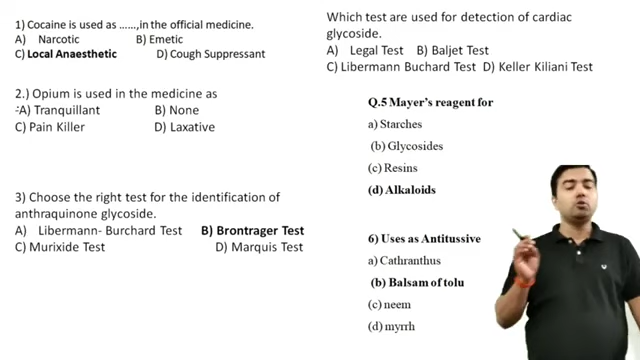 1) Cocaine is used as ……,in the official medicine.
A) Narcotic B) Emetic
C) Local Anaesthetic D) Cough Suppressant
2.) Opium is used in the medicine as
A) Tranquillant B) None
C) Pain Killer D) Laxative
3) Choose the right test for the identification of
anthraquinone glycoside.
A) Libermann- Burchard Test B) Brontrager Test
C) Murixide Test D) Marquis Test
Which test are used for detection of cardiac
glycoside.
A) Legal Test B) Baljet Test
C) Libermann Buchard Test D) Keller Kiliani Test
Q.5 Mayer's reagent for
a) Starches
(b) Glycosides
(c) Resins
(d) Alkaloids
6) Uses as Antitussive
a) Cathranthus
(b) Balsam of tolu
(c) neem
(d) myrrh